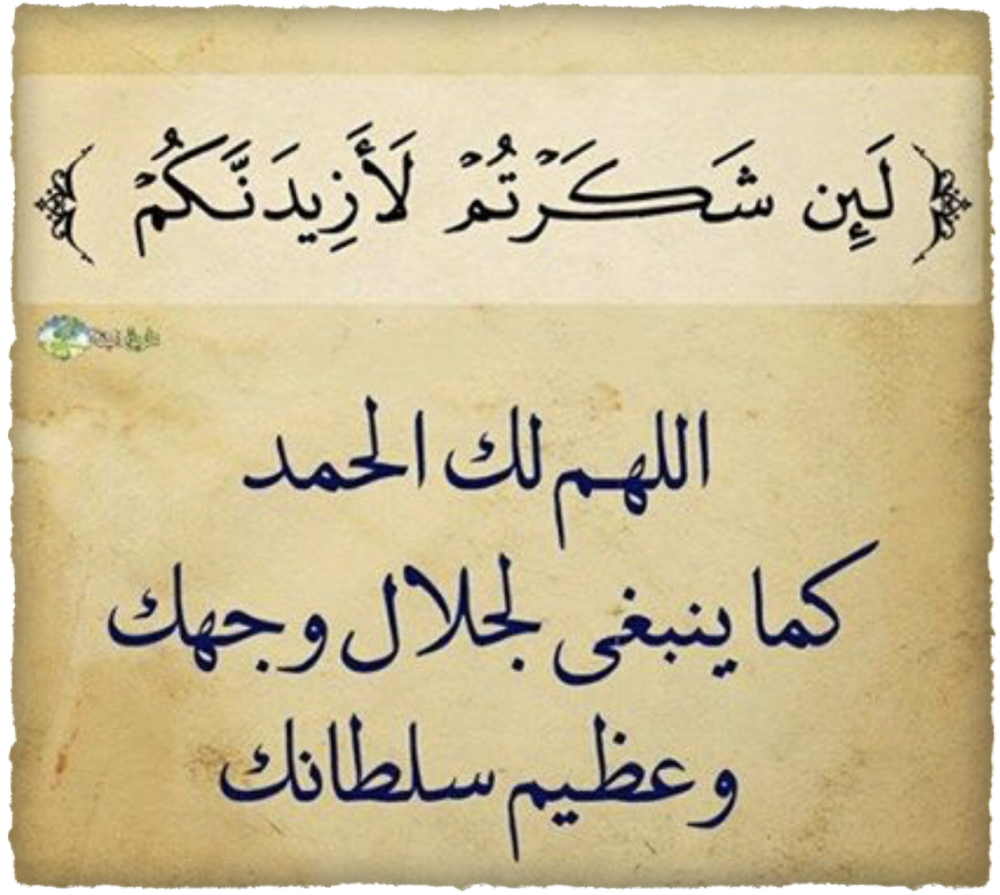 ﴿ لَئِن شَكَرْتُمْ لَأَزِيدَنَّكُمْ ﴾
اللهم لك الحمد
كما ينبغى لجلال وجهك
وعظيم سلطانك